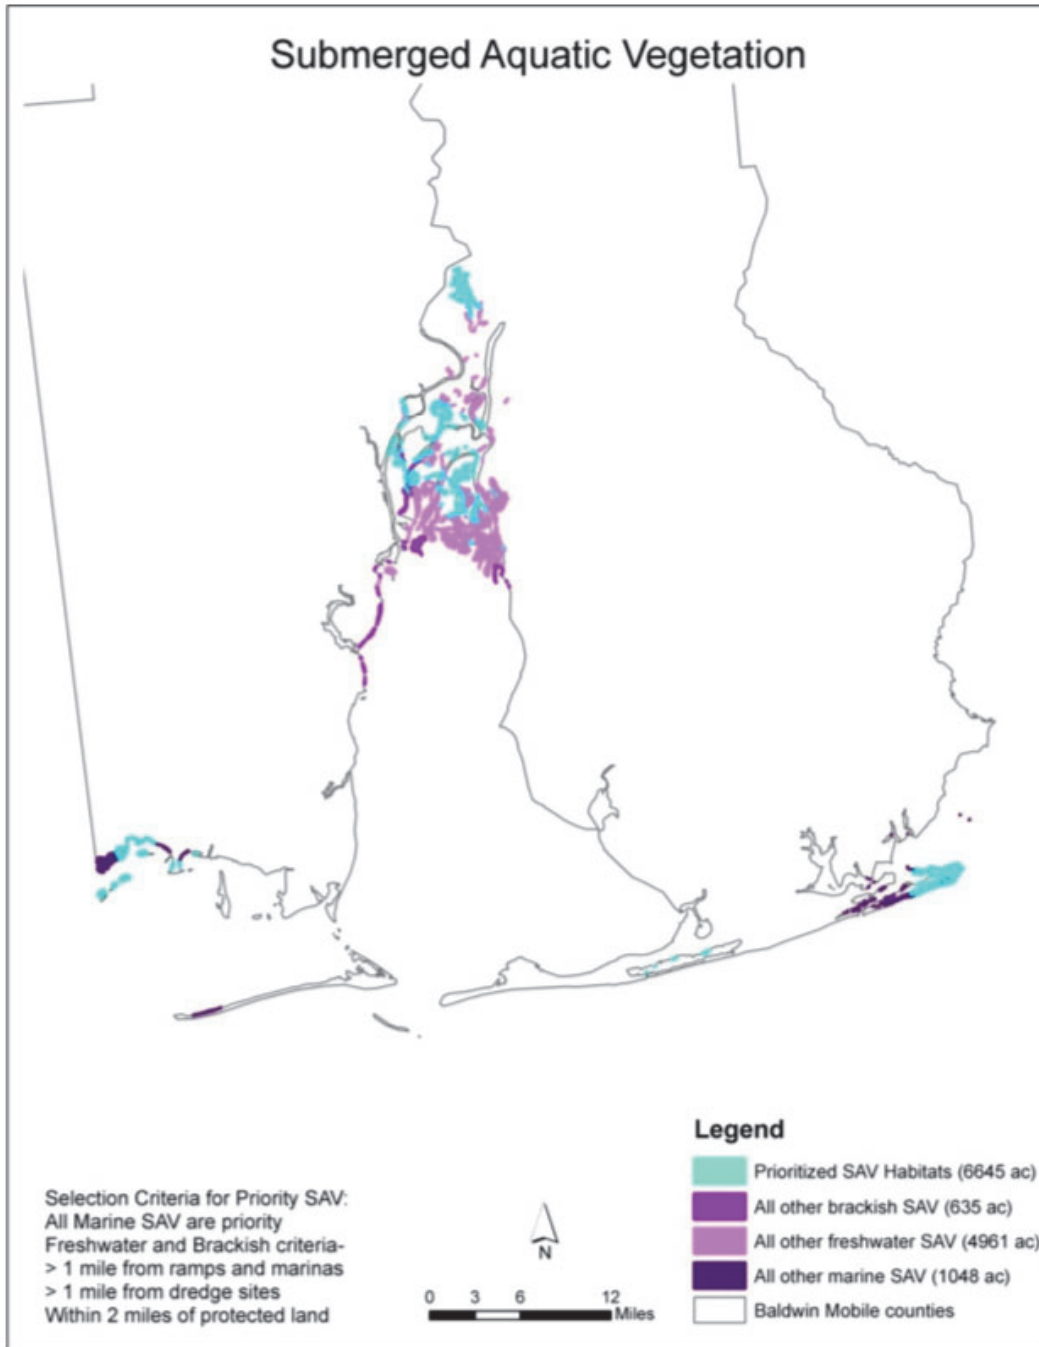 Submerged Aquatic Vegetation
Legend
Prioritized SAV Habitats (6645 ac)
All other brackish SAV (635 ac)
All other freshwater SAV (4961 ac)
All other marine SAV (1048 ac)
Baldwin Mobile counties
Selection Criteria for Priority SAV:
All Marine SAV are priority
Freshwater and Brackish criteria-
> 1 mile from ramps and marinas
> 1 mile from dredge sites
Within 2 miles of protected land
N
0 3 6 12
Miles